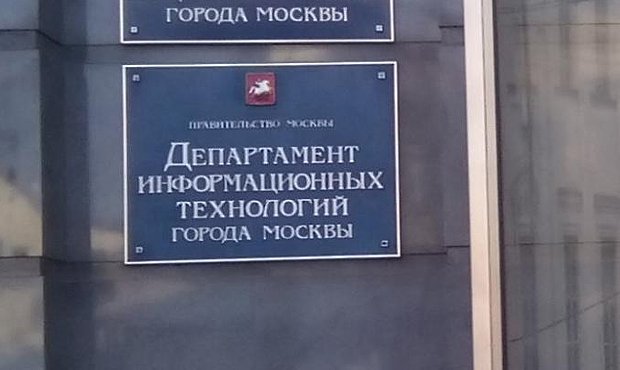 ГОРОДА МОСКВЫ
ПРАВИТЕЛЬСТВО МОСКВЫ
ДЕПАРТАМЕНТ
ИНФОРМАЦИОННЫХ
ТЕХНОЛОГИЙ
ГОРОДА МОСКВЫ